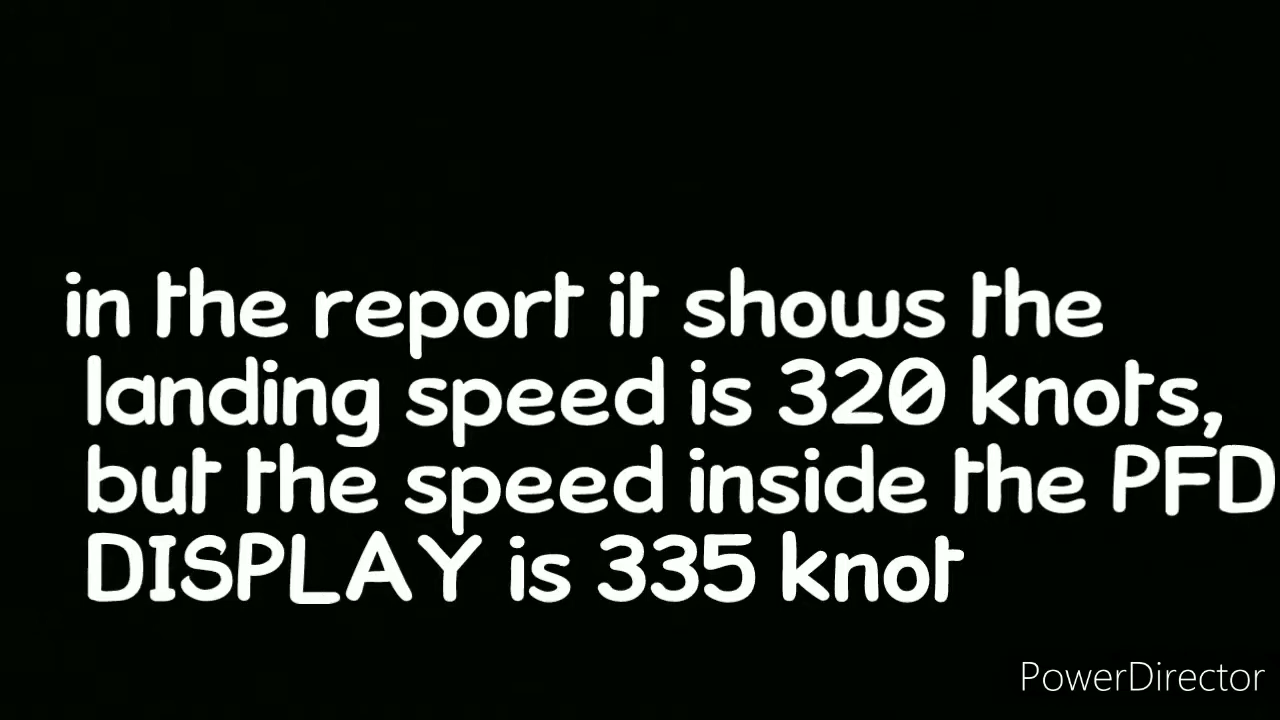 in the report it shows the
landing speed is 320 knots,
but the speed inside the PFD
DISPLAY is 335 knot
PowerDirector